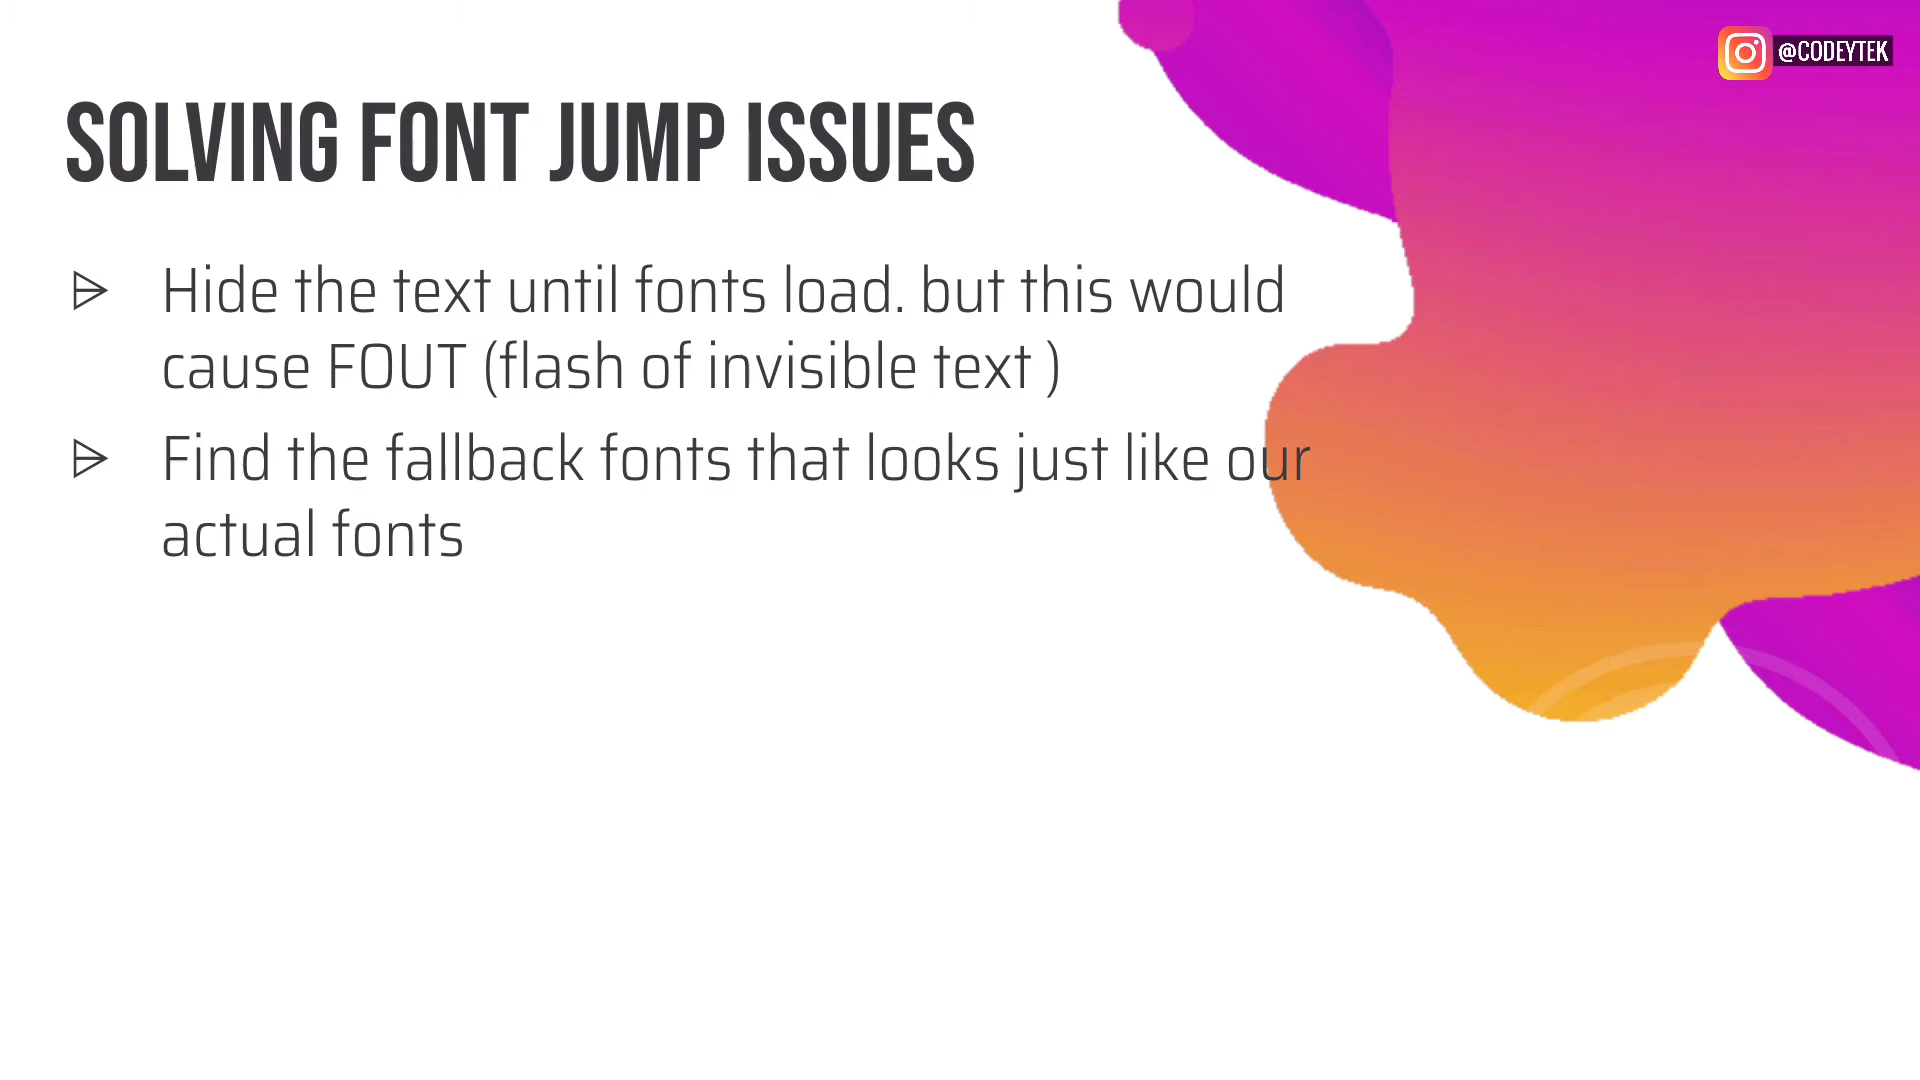 @CODEYTEK
SOLVING FONT JUMP ISSUES
Hide the text until fonts load. but this would
cause FOUT (flash of invisible text )
Find the fallback fonts that looks just like our
actual fonts